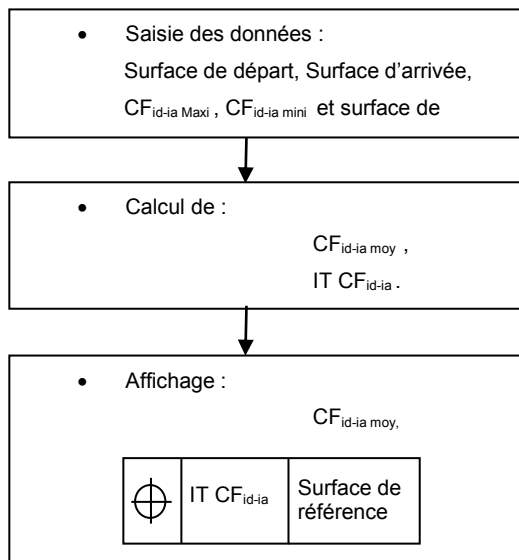 • Saisie des données :
Surface de départ, Surface d'arrivée,
CFid-ia Maxi , CFid-ia mini et surface de
• Calcul de :
CFid-ia moy ,
IT CFid-ia .
• Affichage :
CFid-ia moy,
IT CFid-ia
Surface de
référence